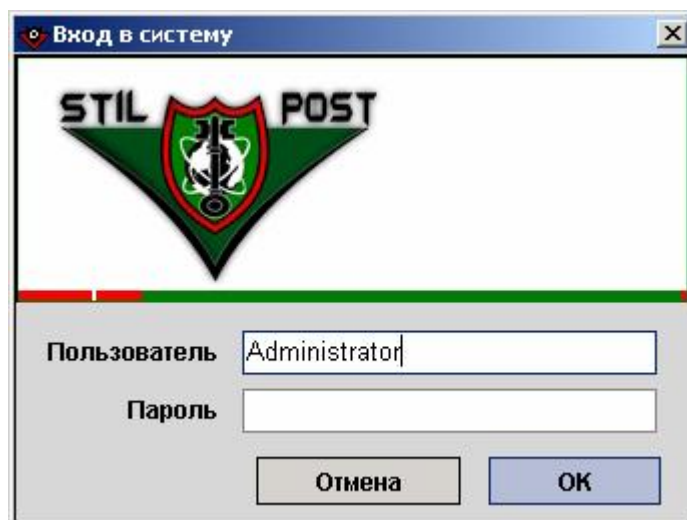 Вход в систему
STIL POST
Пользователь Administrator
Пароль
Отмена OK